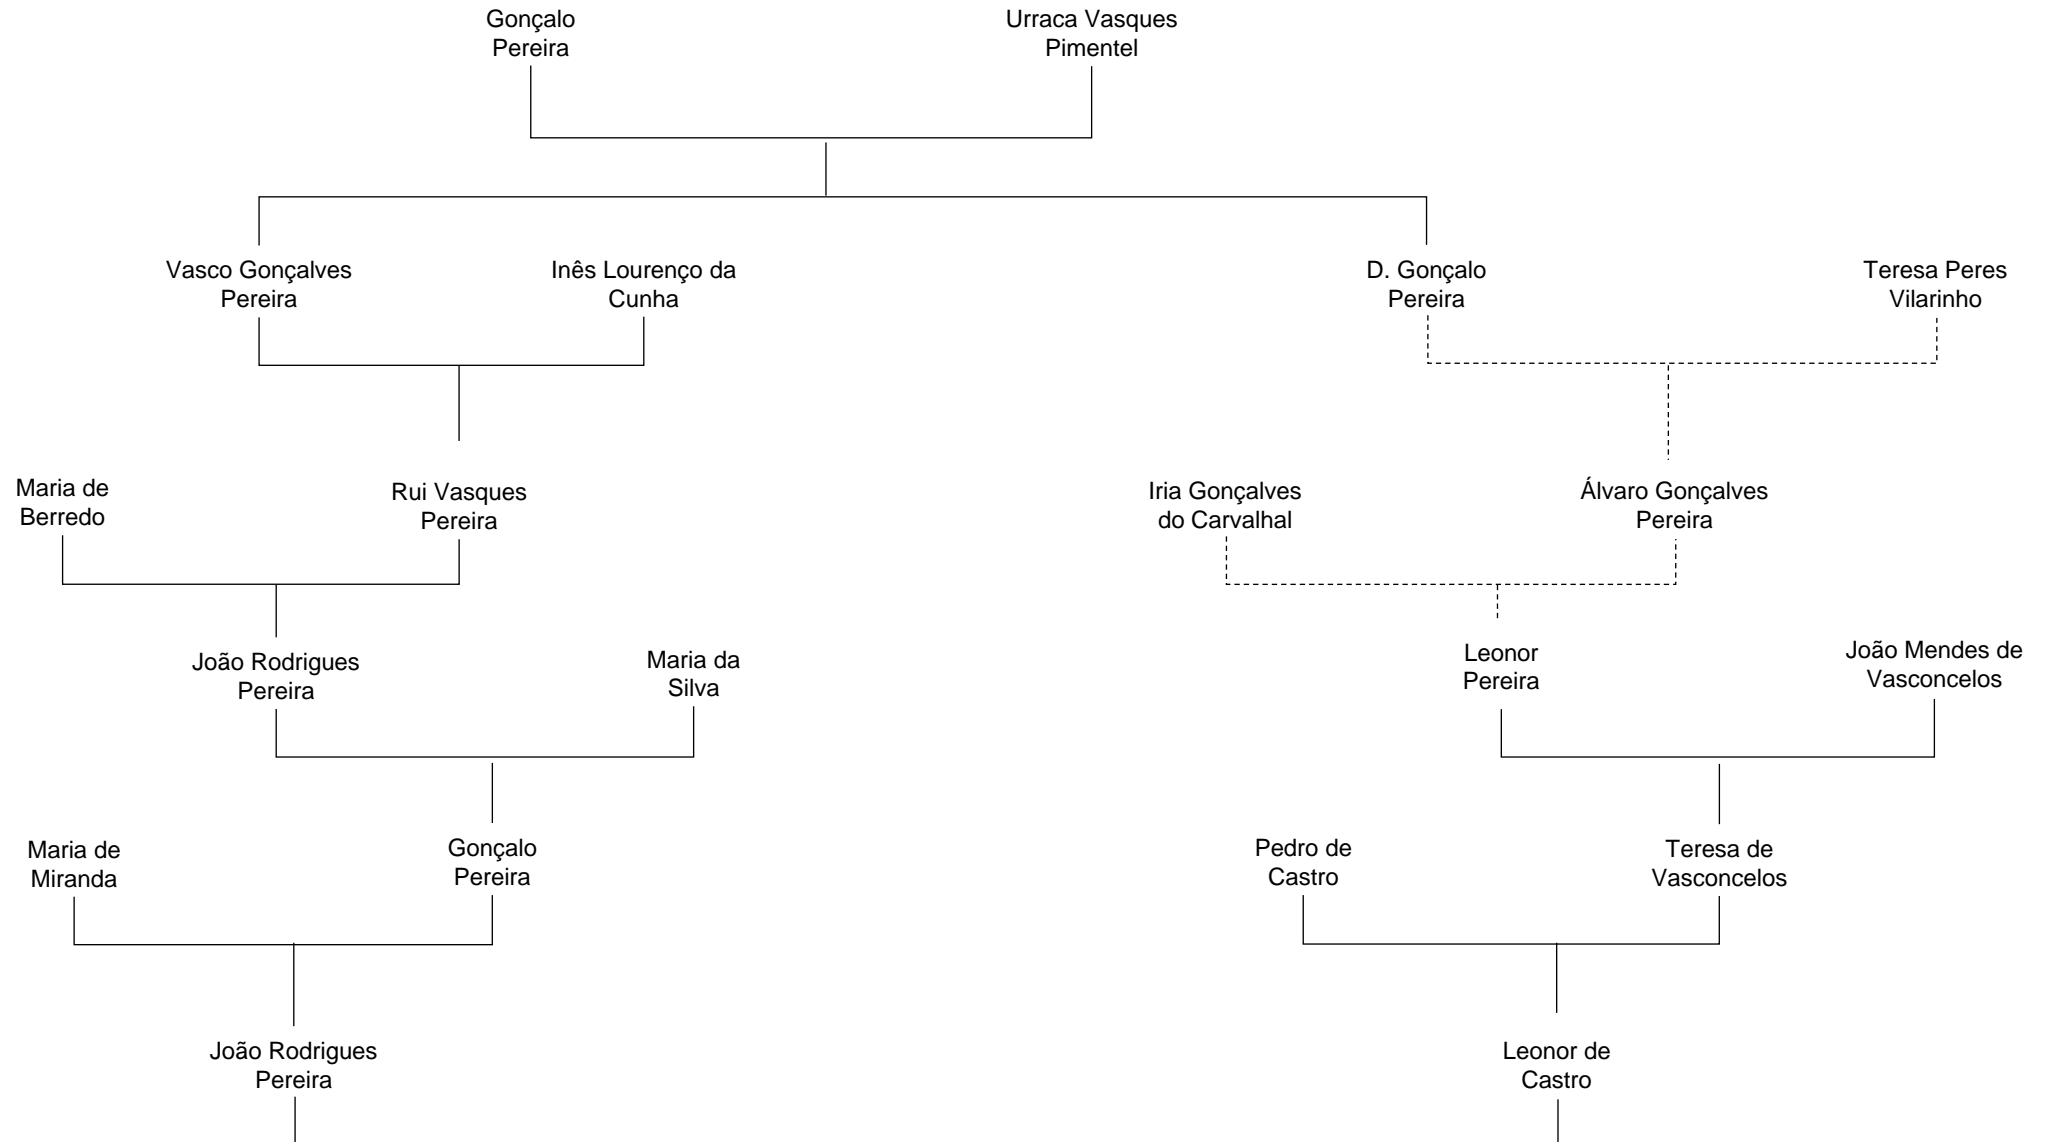 Gonçalo
Pereira
Urraca Vasques
Pimentel
Vasco Gonçalves
Pereira
Inês Lourenço da
Cunha
D. Gonçalo
Pereira
Teresa Peres
Vilarinho
Maria de
Berredo
Rui Vasques
Pereira
Iria Gonçalves
do Carvalhal
Álvaro Gonçalves
Pereira
João Rodrigues
Pereira
Maria da
Silva
Leonor
Pereira
João Mendes de
Vasconcelos
Maria de
Miranda
Gonçalo
Pereira
Pedro de
Castro
Teresa de
Vasconcelos
João Rodrigues
Pereira
Leonor de
Castro